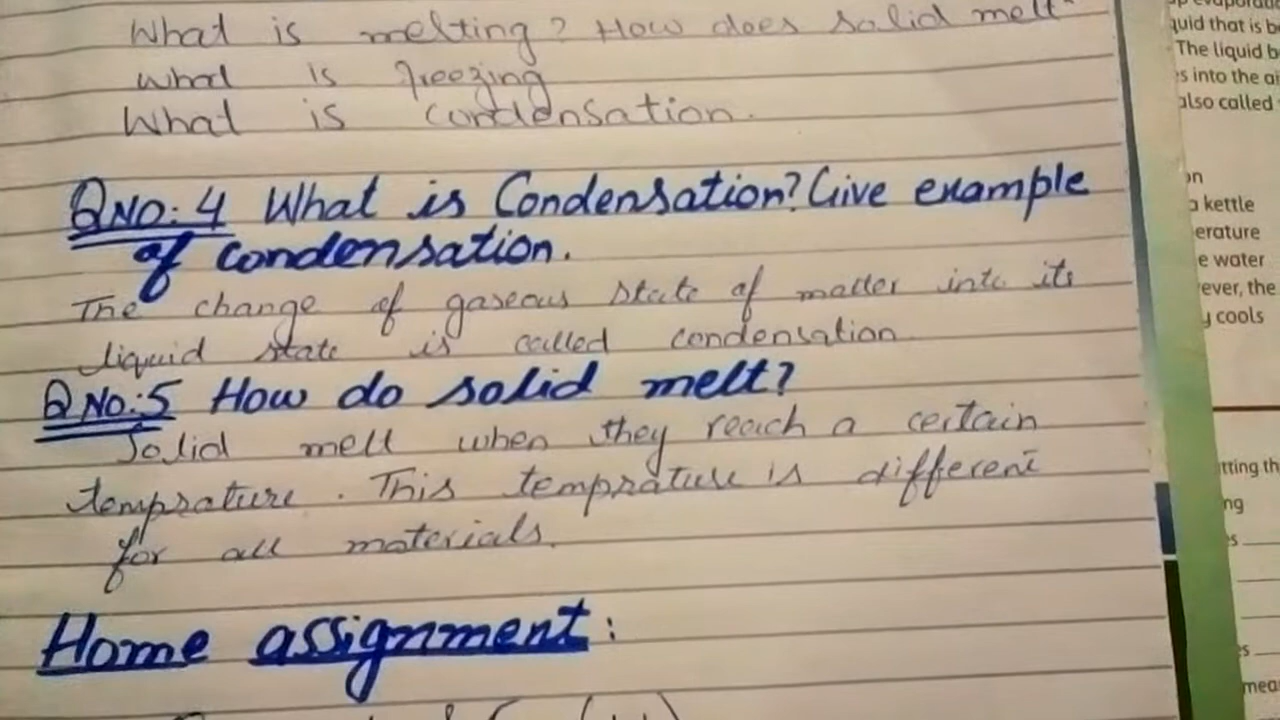 What is melting? How does solid melt
what is freezing
What is condensation.
QNO: 4 What is Condensation? Give example
of condensation.
The change of gaseous state of matter into its
liquid state is called condensation
QNO:5 How do solid melt?
Solid melt when they reach a certain
temprature. This temprature is different
for all materials.
Home assignment:
quid that is b
The liquid b
s into the ai
also called
on
a kettle
erature
e water
ever, the
y cools
tting th
ng
s
s
mea